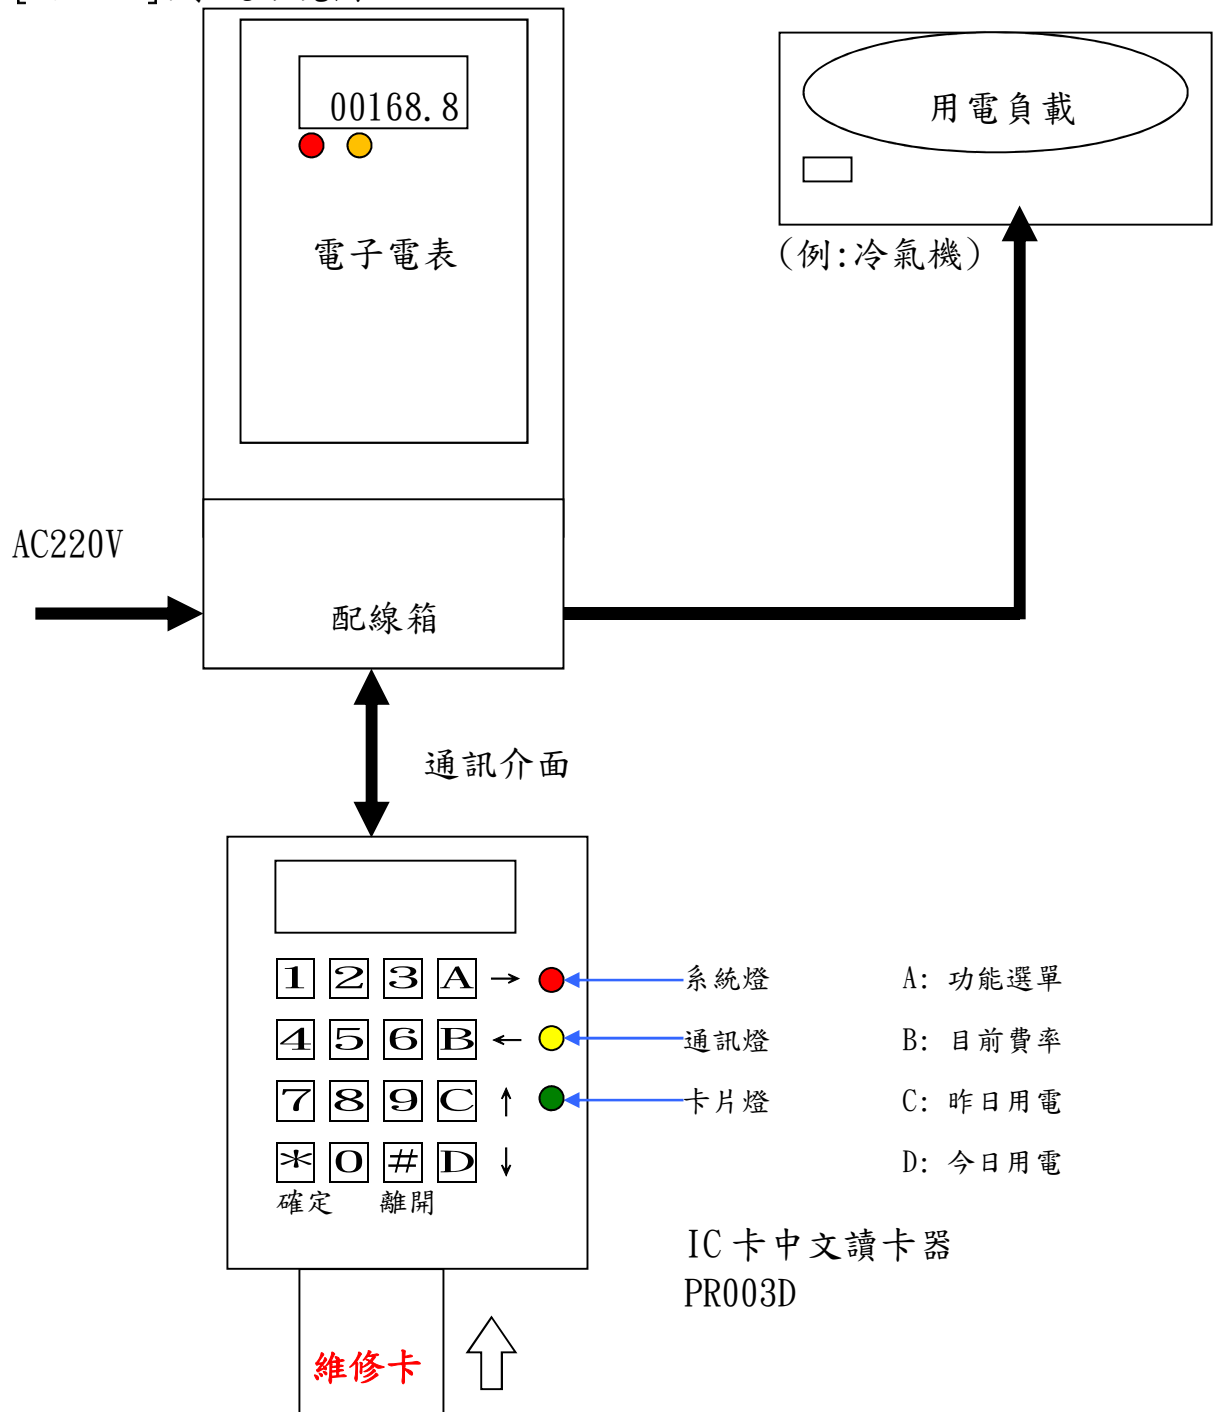 00168.8
用電負載
電子電表
(例:冷氣機)
AC220V
配線箱
通訊介面
1 2 3 A → 系統燈 A: 功能選單
4 5 6 B ← 通訊燈 B: 目前費率
7 8 9 C ↑ 卡片燈 C: 昨日用電
* 0 # D ↓ D: 今日用電
確定 離開
IC卡中文讀卡器
PR003D
維修卡